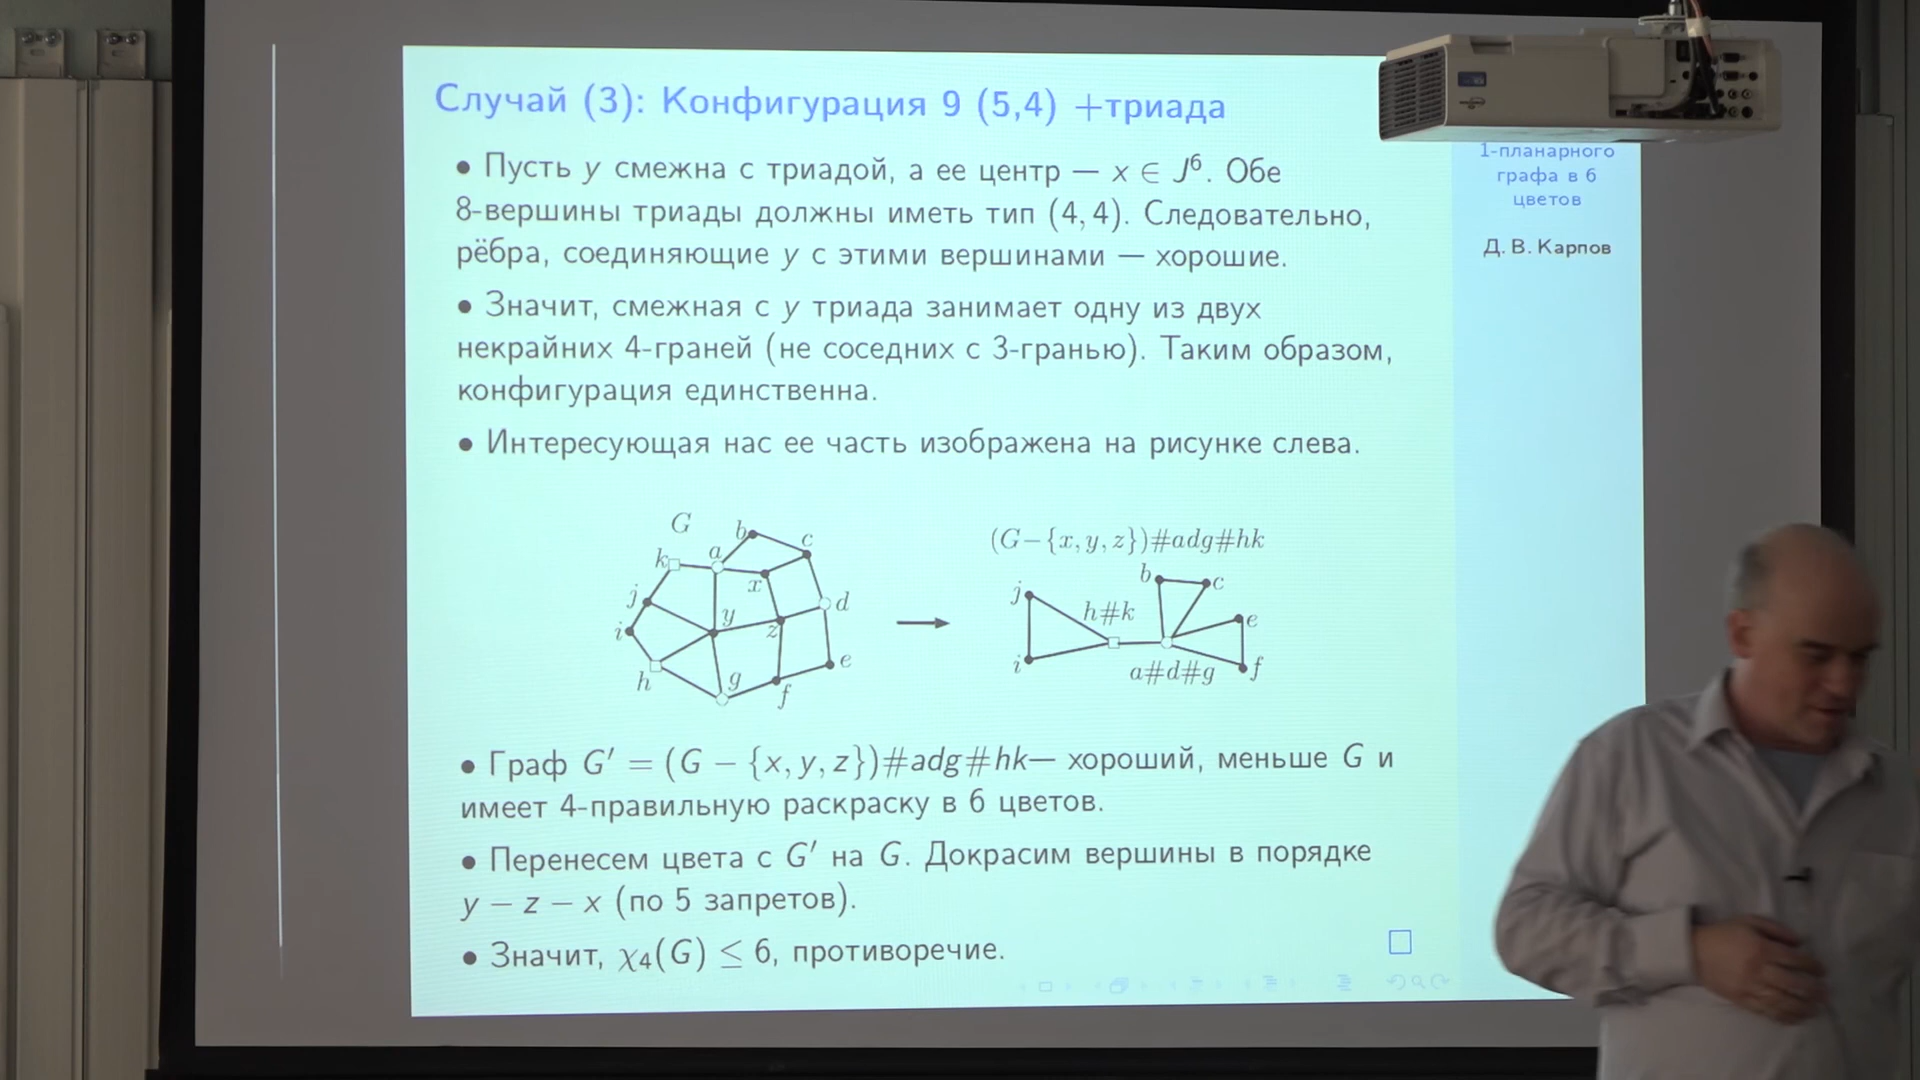 Случай (3): Конфигурация 9 (5,4) +триада
• Пусть y смежна с триадой, а ее центр — x ∈ J⁶. Обе
8-вершины триады должны иметь тип (4, 4). Следовательно,
рёбра, соединяющие y с этими вершинами — хорошие.
• Значит, смежная с y триада занимает одну из двух
некрайних 4-граней (не соседних с 3-гранью). Таким образом,
конфигурация единственна.
• Интересующая нас ее часть изображена на рисунке слева.
G
b
c
k
a
x
j
d
y
i
z
e
h
g
f
(G−{x,y,z})#adg#hk
b
c
j
h#k
e
i
a#d#g
f
• Граф G′ = (G − {x, y, z})#adg#hk— хороший, меньше G и
имеет 4-правильную раскраску в 6 цветов.
• Перенесем цвета с G′ на G. Докрасим вершины в порядке
y − z − x (по 5 запретов).
• Значит, χ₄(G) ≤ 6, противоречие.
1-планарного
графа в 6
цветов
Д. В. Карпов